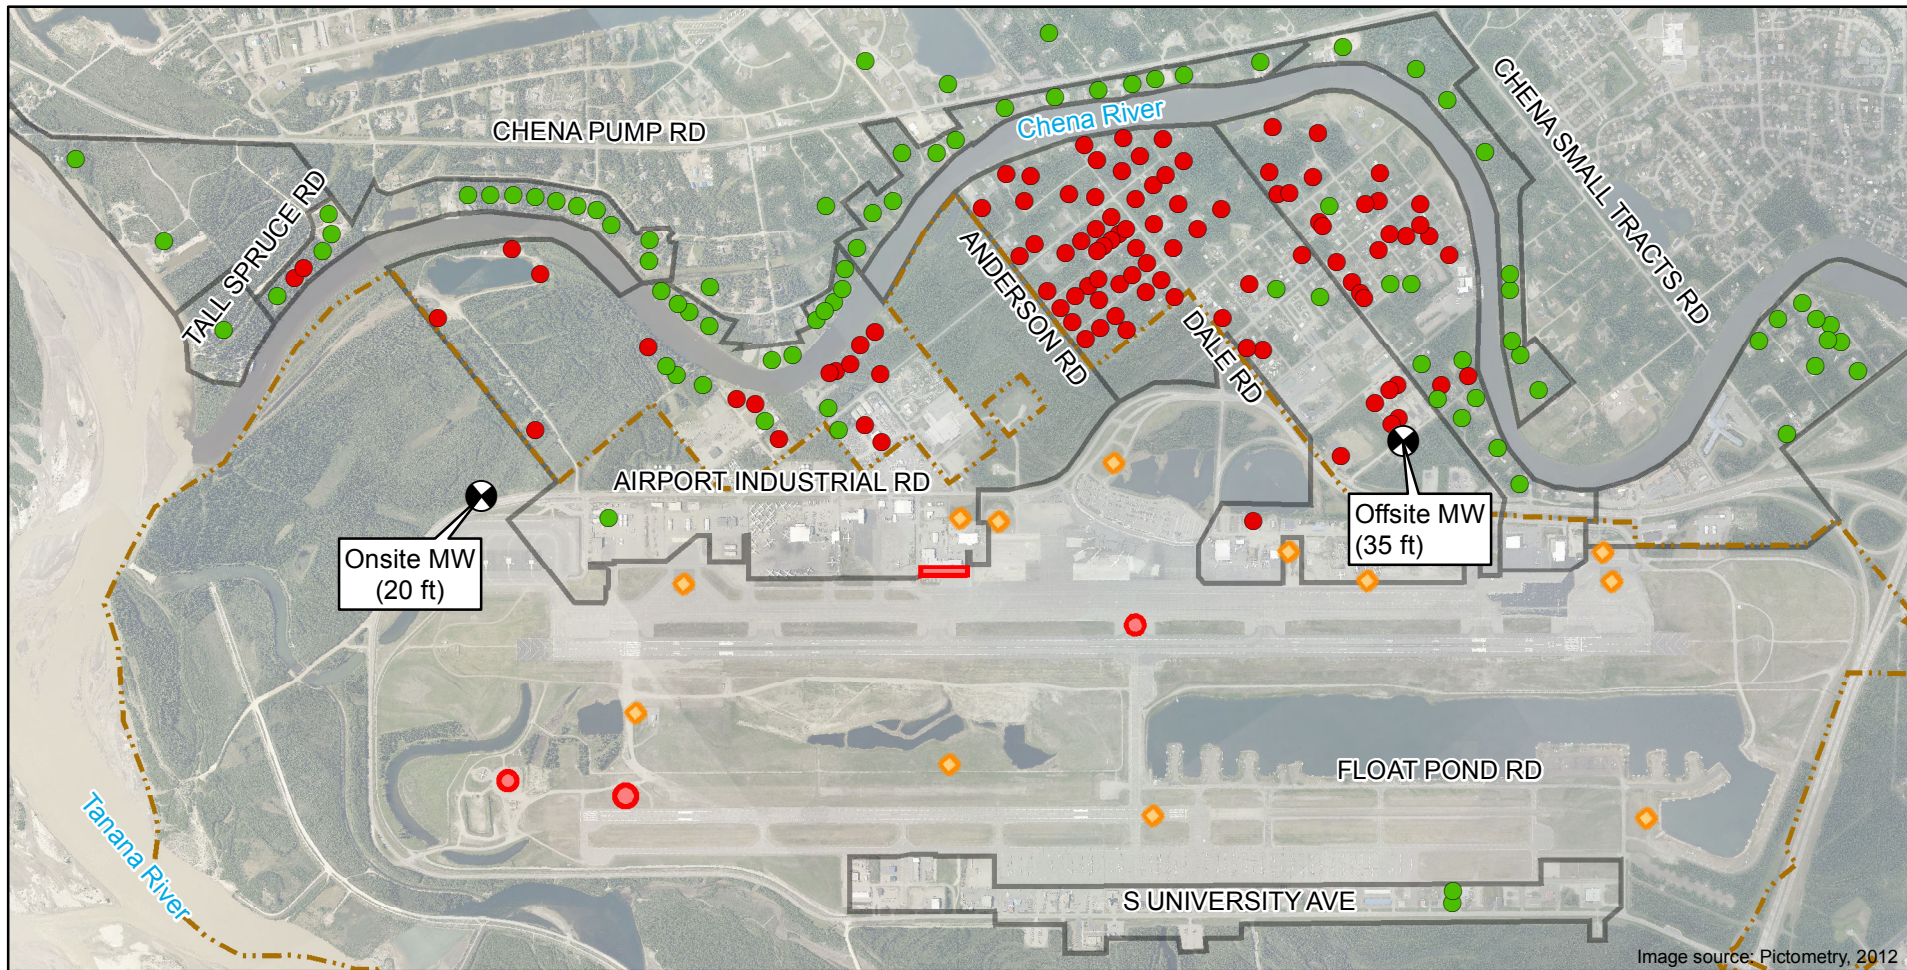 CHENA PUMP RD
Chena River
CHENA SMALL TRACTS RD
TALL SPRUCE RD
ANDERSON RD
DALE RD
AIRPORT INDUSTRIAL RD
Onsite MW
(20 ft)
Offsite MW
(35 ft)
FLOAT POND RD
Tanana River
S UNIVERSITY AVE
Image source: Pictometry, 2012